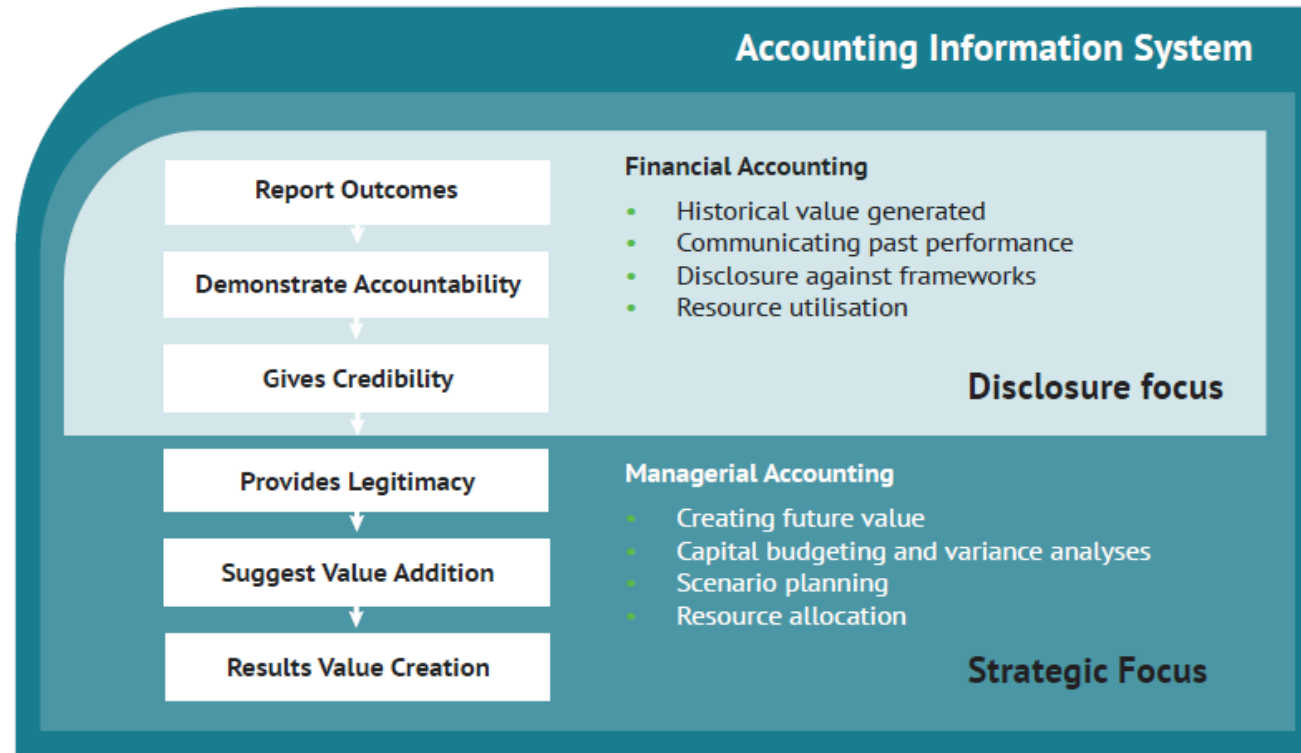 Accounting Information System
Report Outcomes
Demonstrate Accountability
Gives Credibility
Financial Accounting
• Historical value generated
• Communicating past performance
• Disclosure against frameworks
• Resource utilisation
Disclosure focus
Provides Legitimacy
Suggest Value Addition
Results Value Creation
Managerial Accounting
• Creating future value
• Capital budgeting and variance analyses
• Scenario planning
• Resource allocation
Strategic Focus